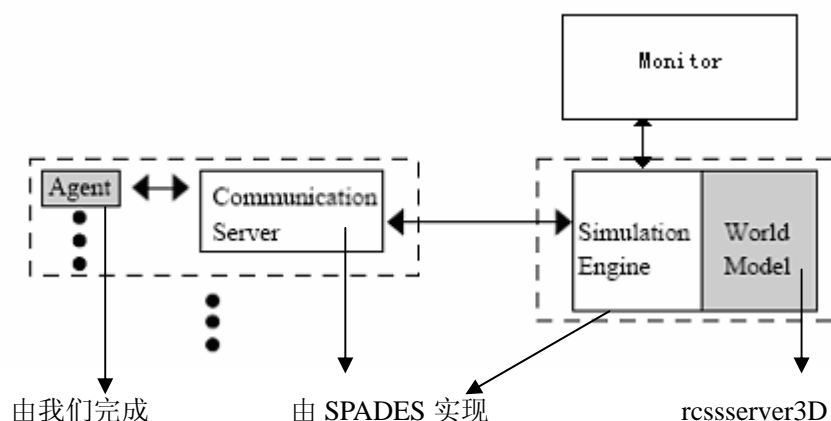 Monitor
Agent
Communication
Server
Simulation
Engine
World
Model
由我们完成
由 SPADES 实现
rcssserver3D